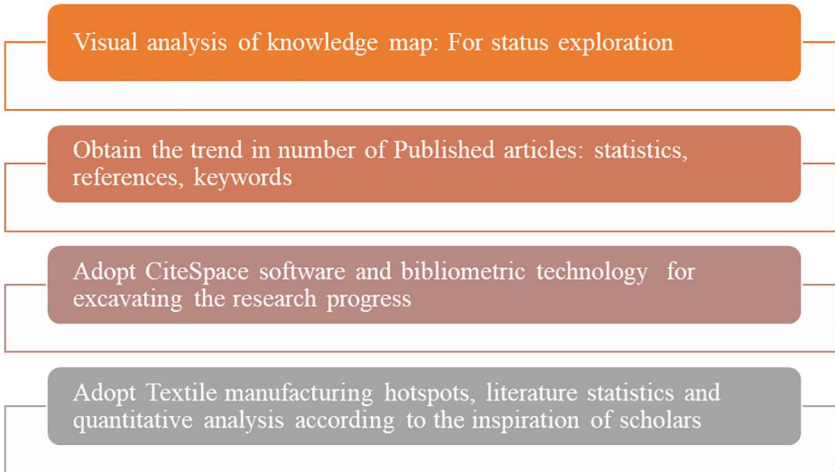 Visual analysis of knowledge map: For status exploration
Obtain the trend in number of Published articles: statistics,
references, keywords
Adopt CiteSpace software and bibliometric technology for
excavating the research progress
Adopt Textile manufacturing hotspots, literature statistics and
quantitative analysis according to the inspiration of scholars